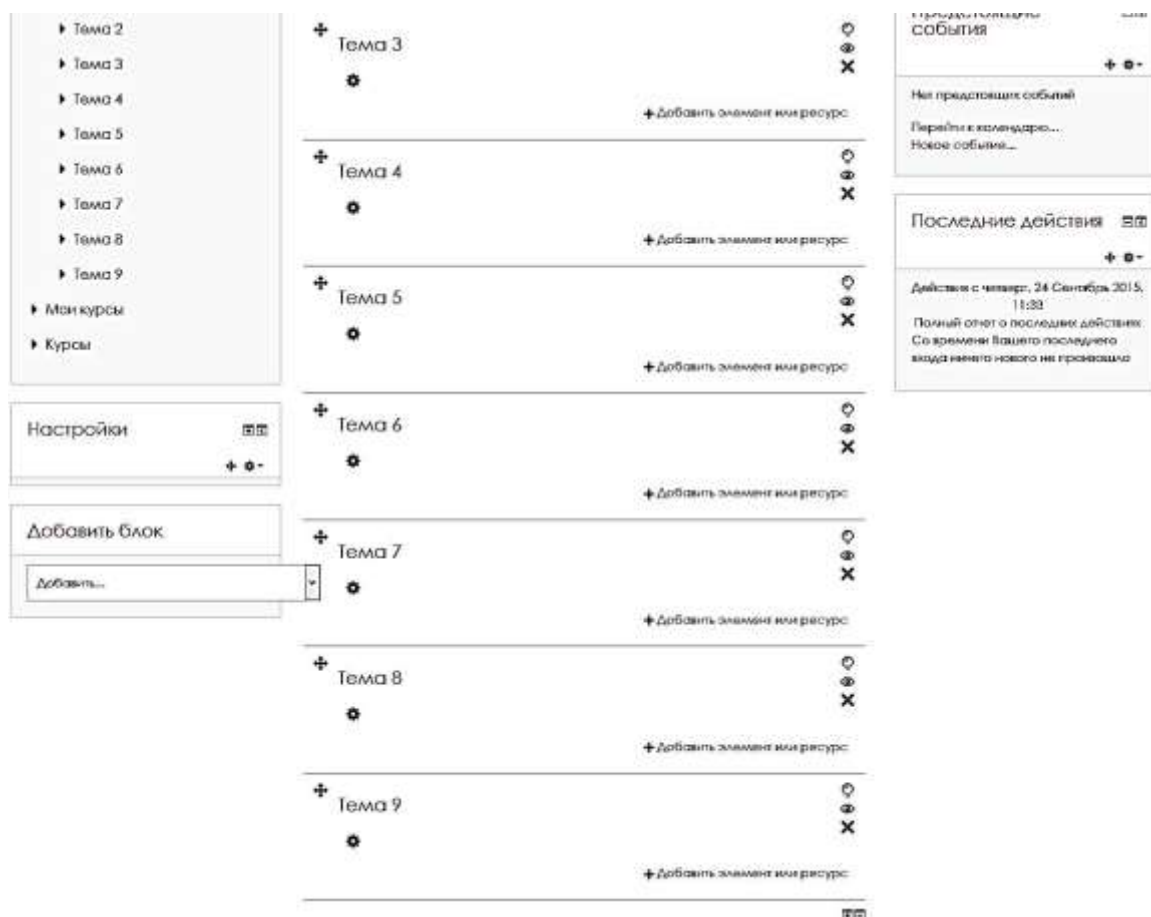 Тема 2
Тема 3
Тема 4
Тема 5
Тема 6
Тема 7
Тема 8
Тема 9
Мои курсы
Курсы
Настройки
Добавить блок
Добавить...
Тема 3
Добавить элемент или ресурс
Тема 4
Добавить элемент или ресурс
Тема 5
Добавить элемент или ресурс
Тема 6
Добавить элемент или ресурс
Тема 7
Добавить элемент или ресурс
Тема 8
Добавить элемент или ресурс
Тема 9
Добавить элемент или ресурс
Предстоящие
события
Нет предстоящих событий
Перейти к календарю...
Новое событие...
Последние действия
Действия с четверг, 24 Сентябрь 2015,
11:33
Полный отчет о последних действиях
Со времени Вашего последнего
входа ничего нового не произошло